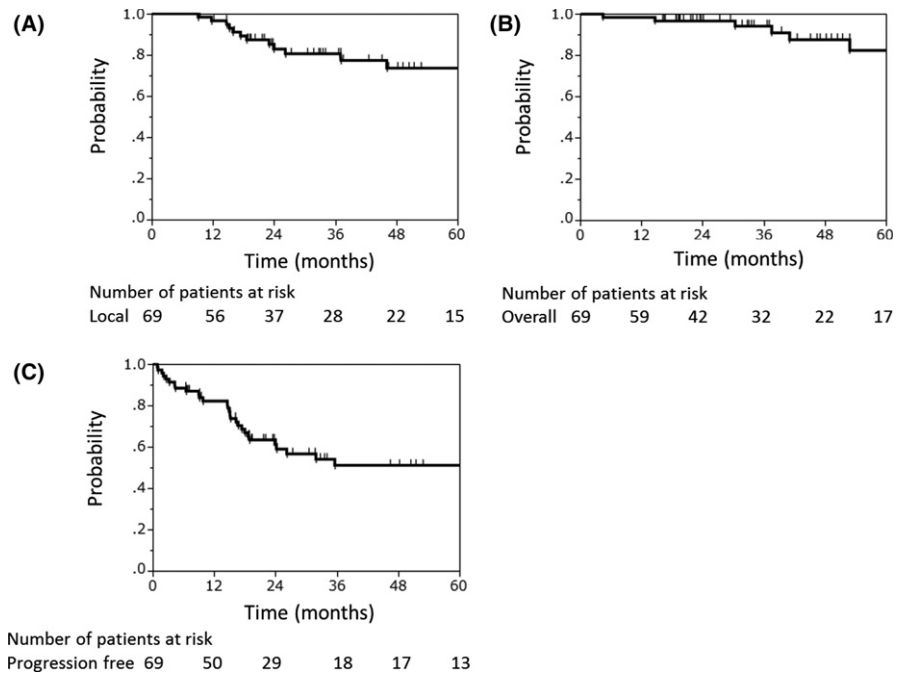 (A)
1.0
.8
.6
.4
.2
.0
Probability
0 12 24 36 48 60
Time (months)
Number of patients at risk
Local 69 56 37 28 22 15
(B)
1.0
.8
.6
.4
.2
.0
Probability
0 12 24 36 48 60
Time (months)
Number of patients at risk
Overall 69 59 42 32 22 17
(C)
1.0
.8
.6
.4
.2
.0
Probability
0 12 24 36 48 60
Time (months)
Number of patients at risk
Progression free 69 50 29 18 17 13